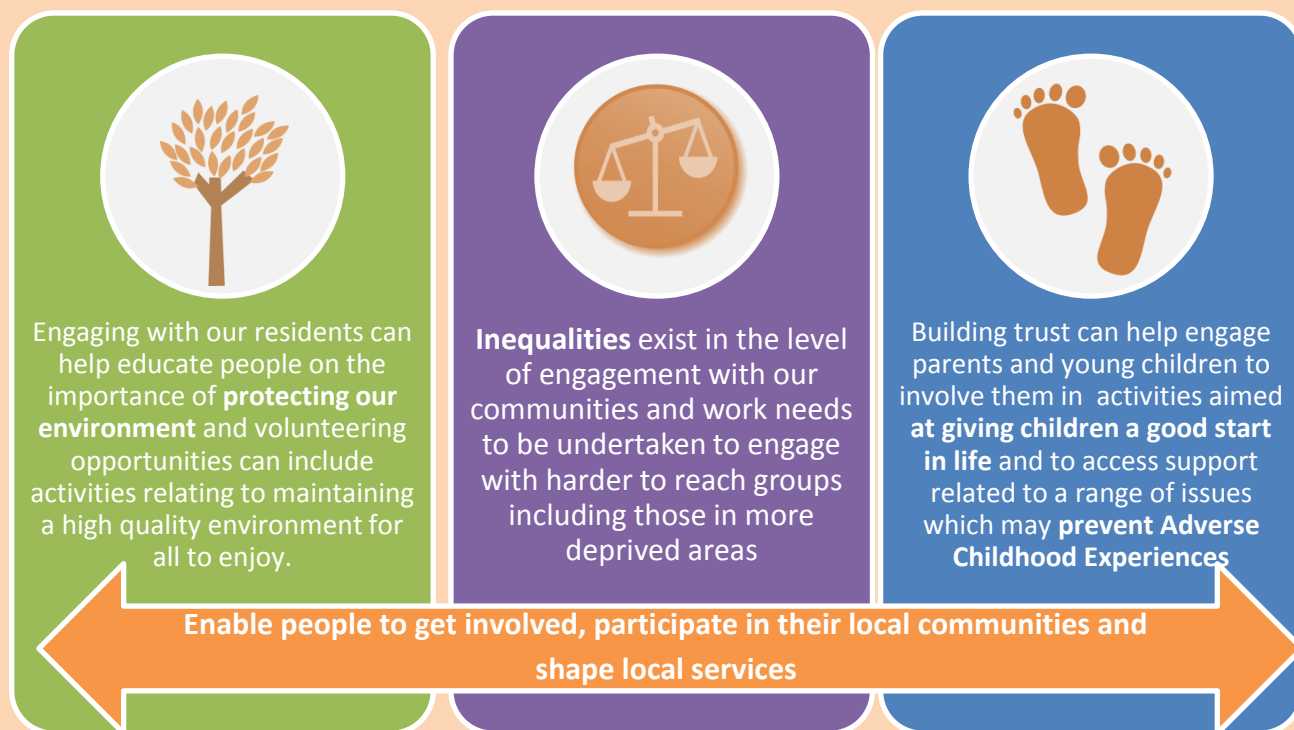 Engaging with our residents can
help educate people on the
importance of protecting our
environment and volunteering
opportunities can include
activities relating to maintaining
a high quality environment for
all to enjoy.
Inequalities exist in the level
of engagement with our
communities and work needs
to be undertaken to engage
with harder to reach groups
including those in more
deprived areas
Building trust can help engage
parents and young children to
involve them in activities aimed
at giving children a good start
in life and to access support
related to a range of issues
which may prevent Adverse
Childhood Experiences
Enable people to get involved, participate in their local communities and
shape local services